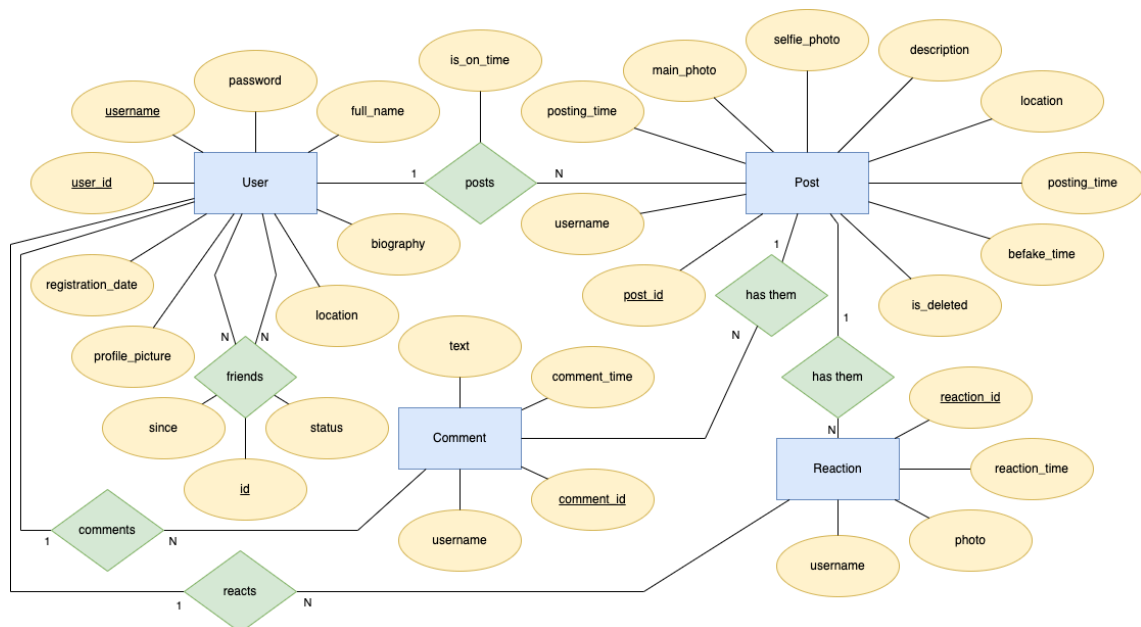 selfie_photo
is_on_time
description
main_photo
password
location
username
full_name
posting_time
user_id
User
1
posts
N
Post
posting_time
username
biography
befake_time
1
registration_date
post_id
has them
is_deleted
location
1
N
N
N
text
profile_picture
friends
comment_time
has them
reaction_id
since
status
Comment
N
Reaction
reaction_time
id
comment_id
comments
username
photo
1
N
username
reacts
1
N